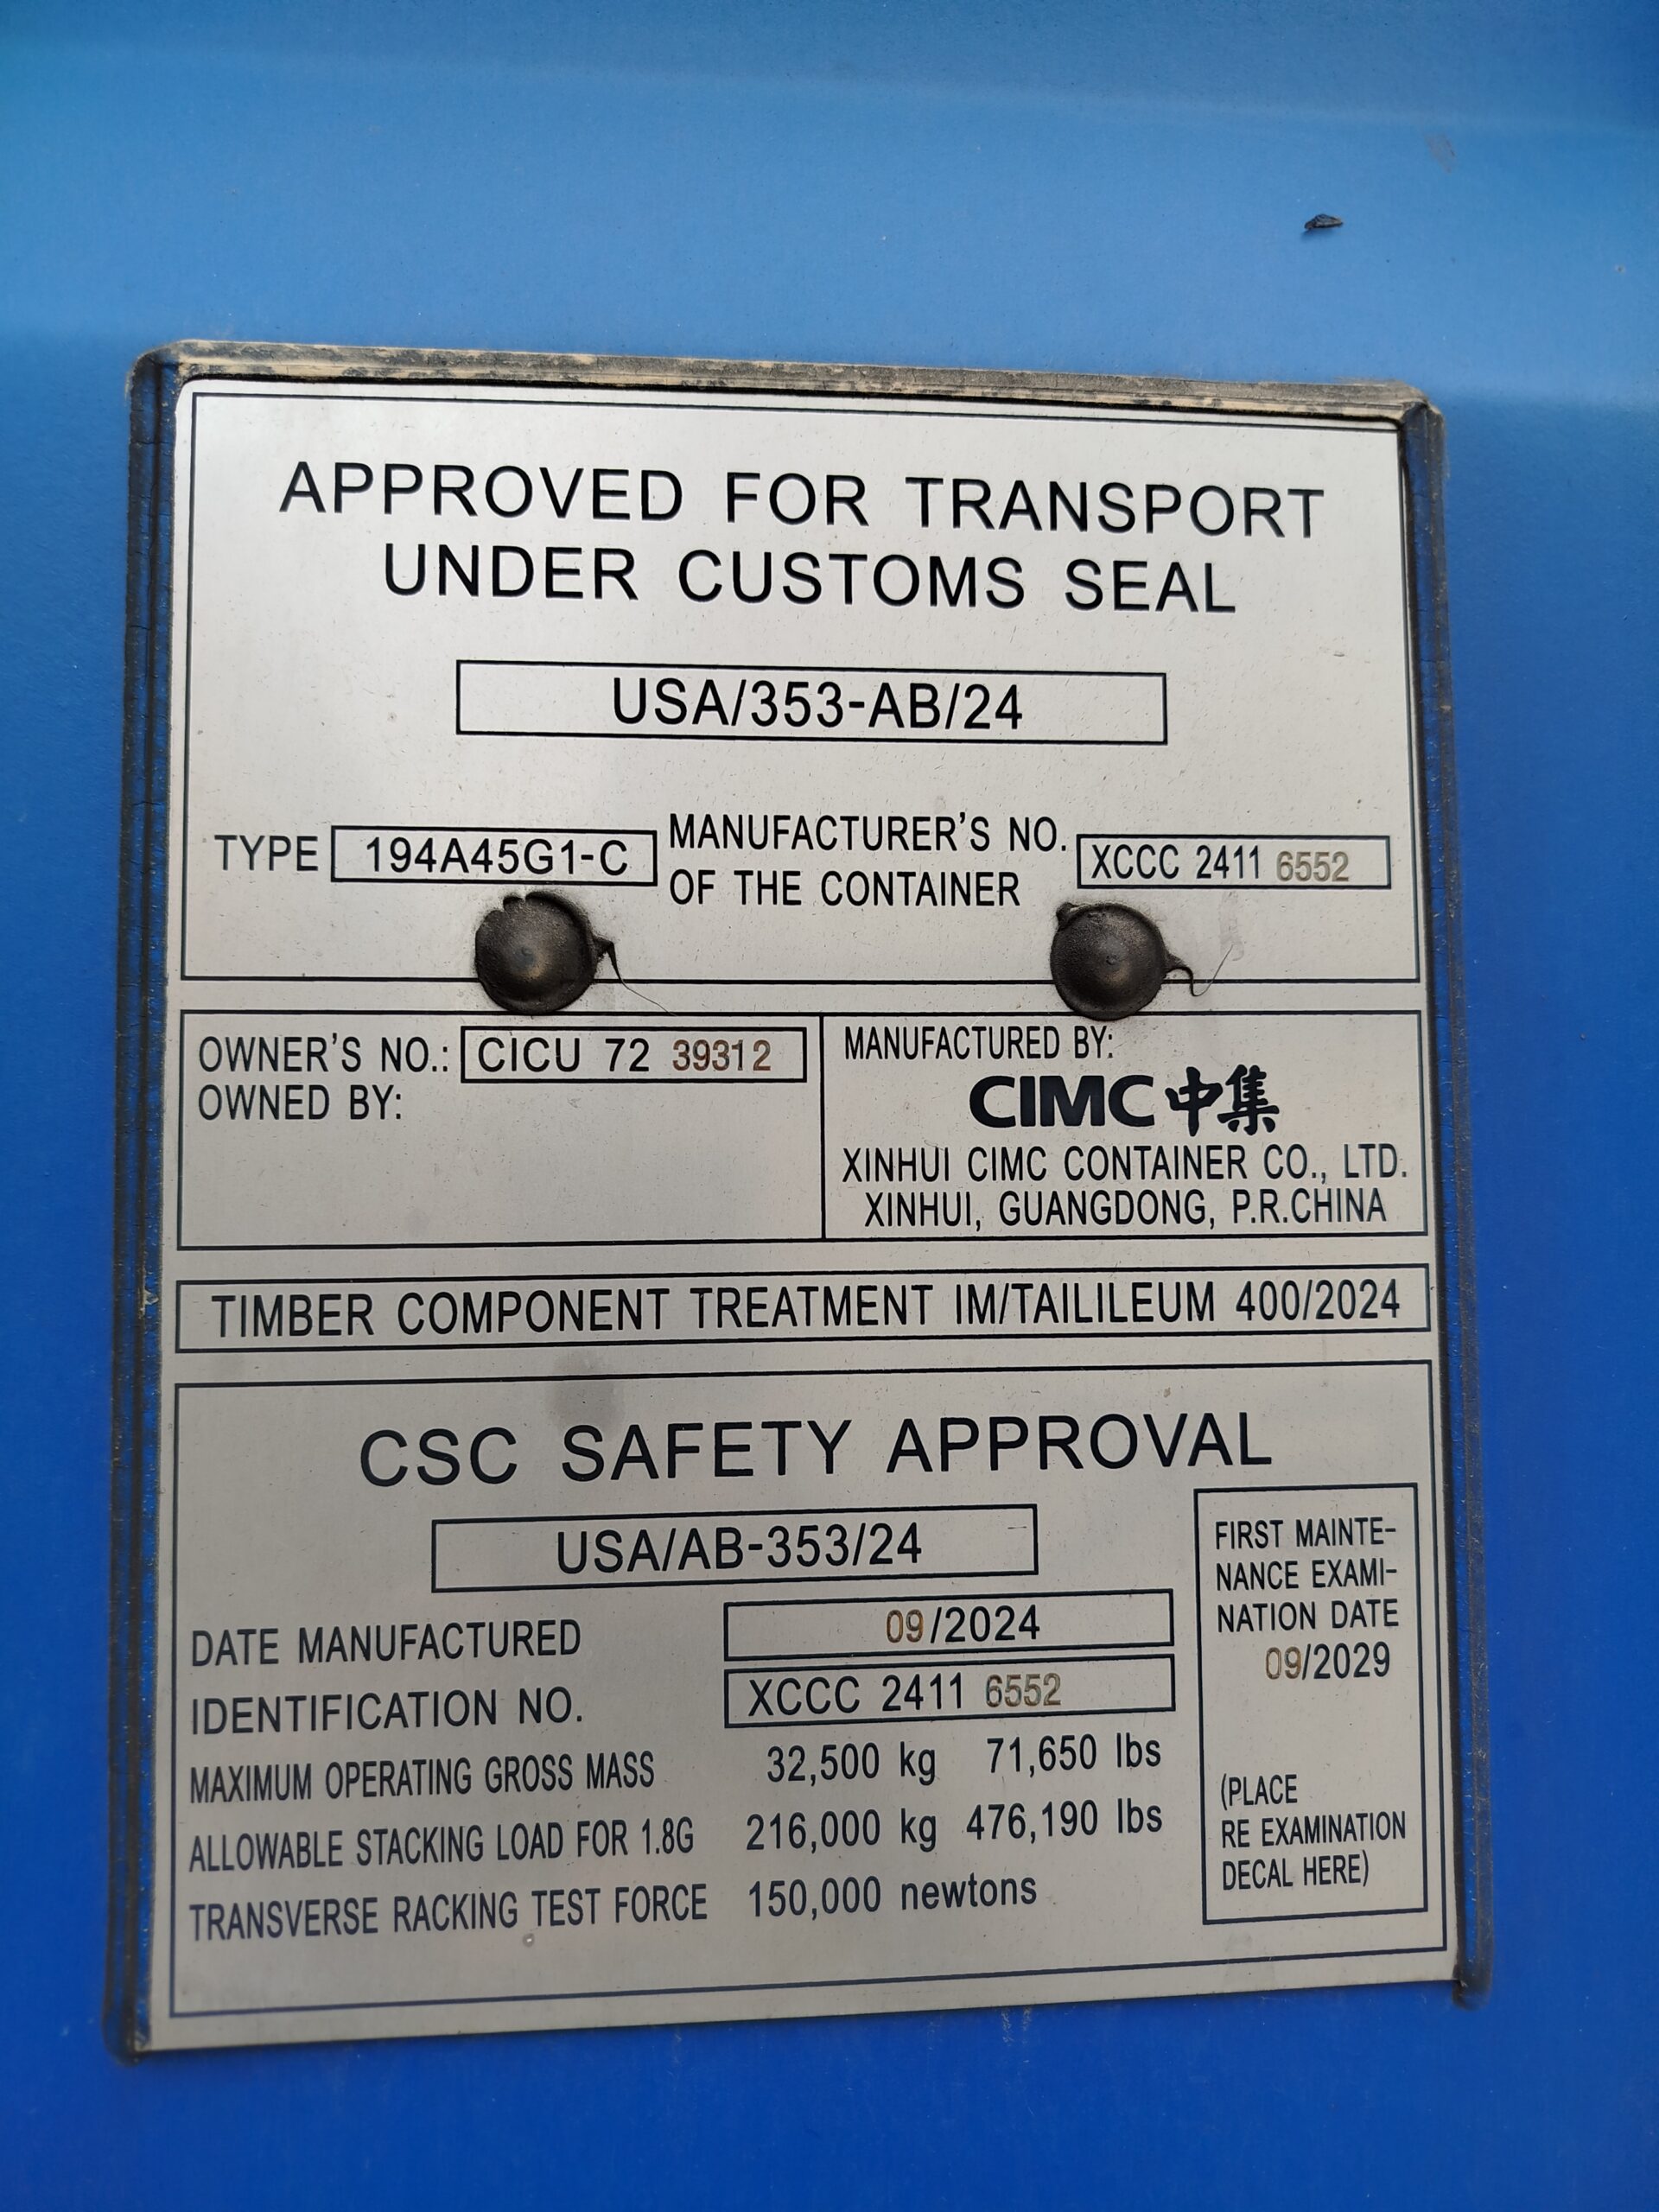 APPROVED FOR TRANSPORT
UNDER CUSTOMS SEAL
USA/353-AB/24
TYPE 194A45G1-C MANUFACTURER'S NO. OF THE CONTAINER XCCC 2411 6552
OWNER'S NO.: CICU 72 39312
OWNED BY:
MANUFACTURED BY:
CIMC 中集
XINHUI CIMC CONTAINER CO., LTD.
XINHUI, GUANGDONG, P.R.CHINA
TIMBER COMPONENT TREATMENT IM/TAILILEUM 400/2024
CSC SAFETY APPROVAL
USA/AB-353/24
DATE MANUFACTURED 09/2024
IDENTIFICATION NO. XCCC 2411 6552
MAXIMUM OPERATING GROSS MASS 32,500 kg 71,650 lbs
ALLOWABLE STACKING LOAD FOR 1.8G 216,000 kg 476,190 lbs
TRANSVERSE RACKING TEST FORCE 150,000 newtons
FIRST MAINTE-
NANCE EXAMI-
NATION DATE
09/2029
(PLACE
RE EXAMINATION
DECAL HERE)